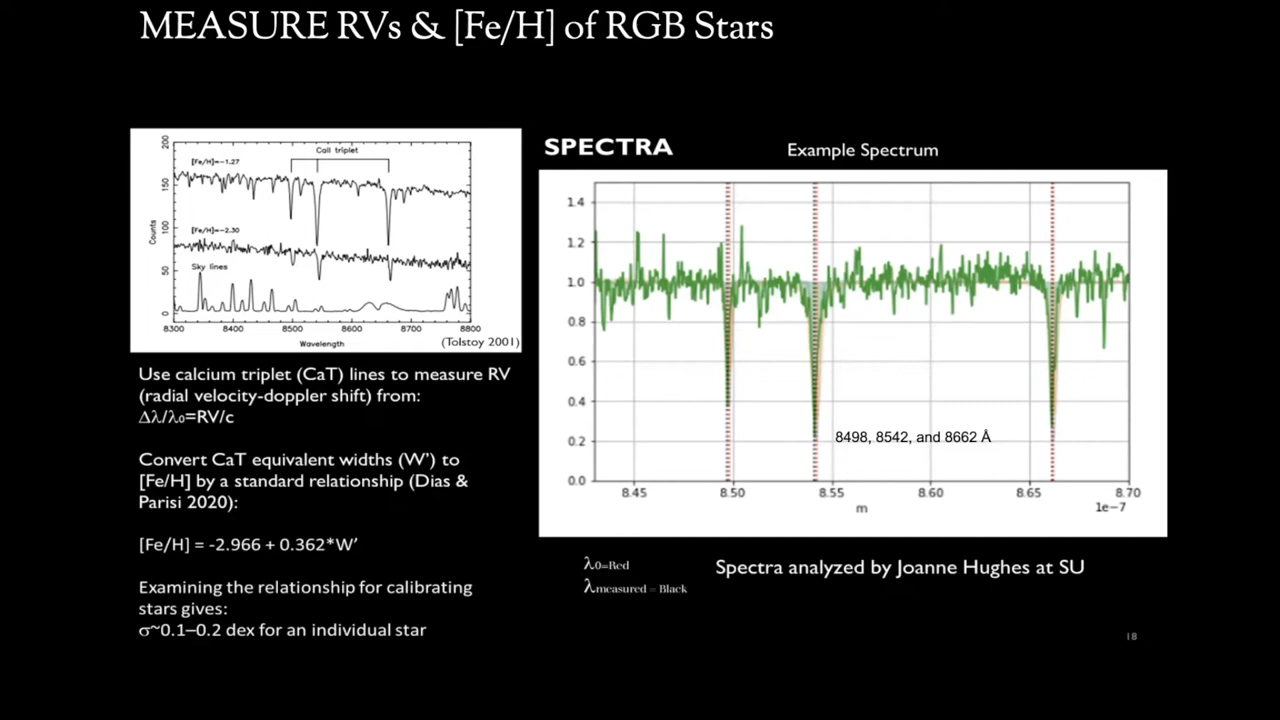 MEASURE RVs & [Fe/H] of RGB Stars
200
150
100
50
0
Counts
[Fe/H]=-1.27
CaII triplet
[Fe/H]=-2.30
Sky lines
8300 8400 8500 8600 8700 8800
Wavelength
(Tolstoy 2001)
Use calcium triplet (CaT) lines to measure RV
(radial velocity-doppler shift) from:
Δλ/λ₀=RV/c
Convert CaT equivalent widths (W’) to
[Fe/H] by a standard relationship (Dias &
Parisi 2020):
[Fe/H] = -2.966 + 0.362*W’
Examining the relationship for calibrating
stars gives:
σ~0.1–0.2 dex for an individual star
SPECTRA
Example Spectrum
1.4
1.2
1.0
0.8
0.6
0.4
0.2
0.0
8498, 8542, and 8662 Å
8.45 8.50 8.55 8.60 8.65 8.70
m
1e-7
λ0=Red
λmeasured = Black
Spectra analyzed by Joanne Hughes at SU
18